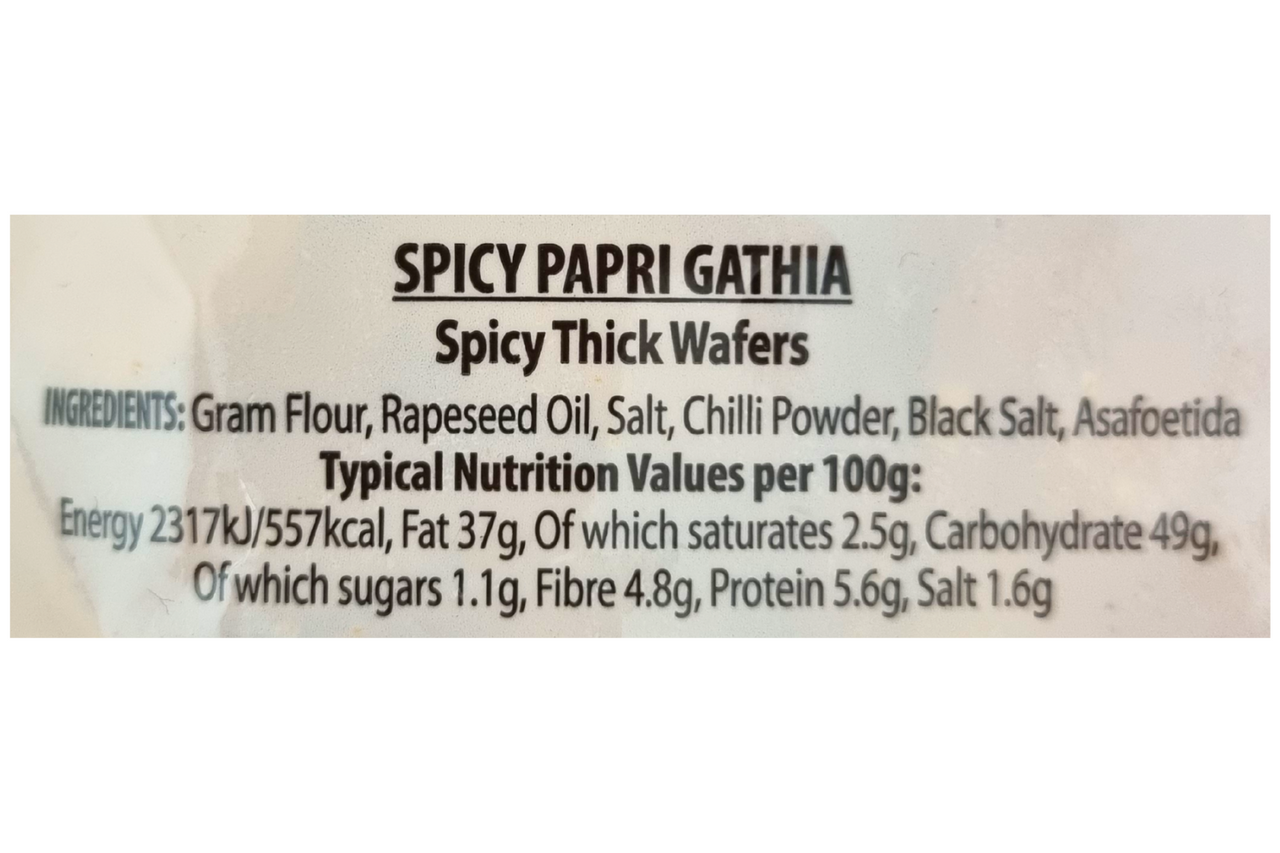 SPICY PAPRI GATHIA
Spicy Thick Wafers
INGREDIENTS: Gram Flour, Rapeseed Oil, Salt, Chilli Powder, Black Salt, Asafoetida
Typical Nutrition Values per 100g:
Energy 2317kJ/557kcal, Fat 37g, Of which saturates 2.5g, Carbohydrate 49g,
Of which sugars 1.1g, Fibre 4.8g, Protein 5.6g, Salt 1.6g